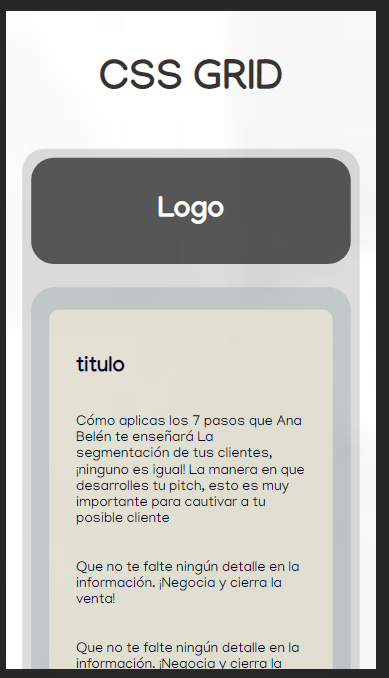 CSS GRID
Logo
titulo
Cómo aplicas los 7 pasos que Ana
Belén te enseñará La
segmentación de tus clientes,
¡ninguno es igual! La manera en que
desarrolles tu pitch, esto es muy
importante para cautivar a tu
posible cliente
Que no te falte ningún detalle en la
información. ¡Negocia y cierra la
venta!
Que no te falte ningún detalle en la
información. ¡Negocia y cierra la